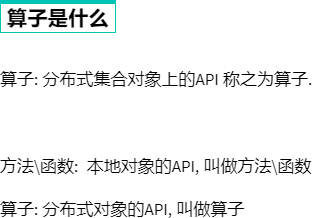 算子是什么
算子: 分布式集合对象上的API 称之为算子.
方法\函数:  本地对象的API, 叫做方法\函数
算子: 分布式对象的API, 叫做算子